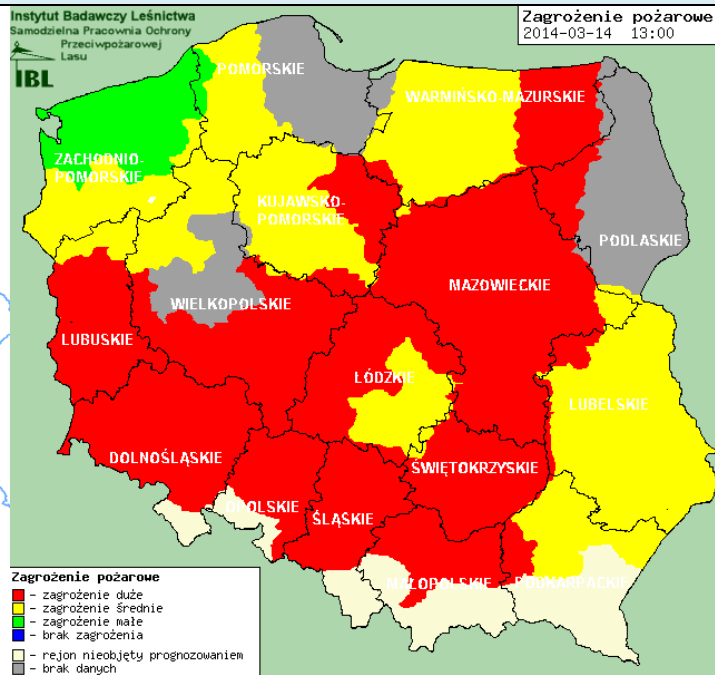 Instytut Badawczy Leśnictwa
Samodzielna Pracownia Ochrony
Przeciwpożarowej
Lasu
IBL
Zagrożenie pożarowe
2014-03-14 13:00
POMORSKIE
WARMIŃSKO-MAZURSKIE
ZACHODNIO-
POMORSKIE
KUJAWSKO-
POMORSKIE
PODLASKIE
MAZOWIECKIE
WIELKOPOLSKIE
LUBUSKIE
ŁÓDZKIE
LUBELSKIE
DOLNOŚLĄSKIE
ŚWIĘTOKRZYSKIE
OPOLSKIE
ŚLĄSKIE
MAŁOPOLSKIE
PODKARPACKIE
Zagrożenie pożarowe
- zagrożenie duże
- zagrożenie średnie
- zagrożenie małe
- brak zagrożenia
- rejon nieobjęty prognozowaniem
- brak danych